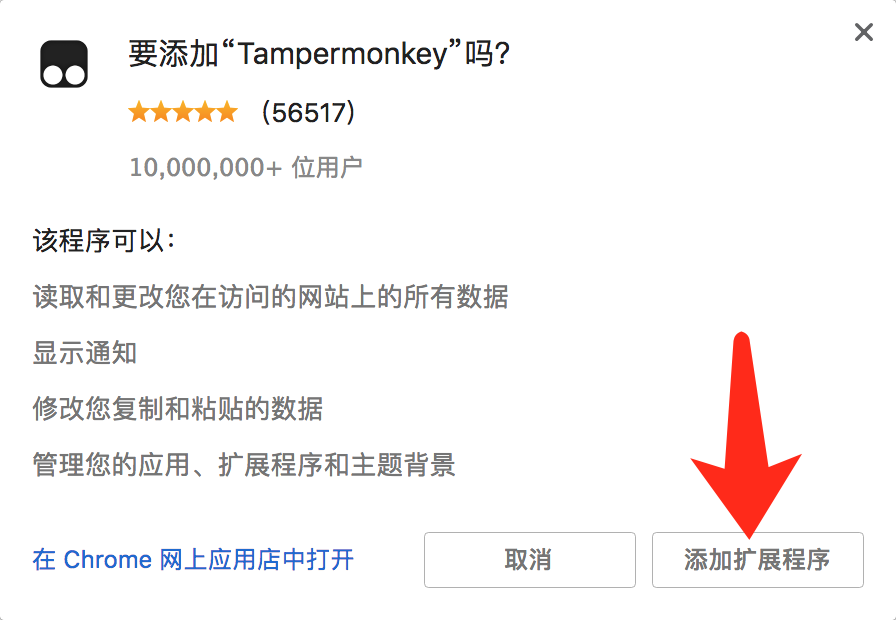 要添加“Tampermonkey”吗？
（56517）
10,000,000+ 位用户
该程序可以：
读取和更改您在访问的网站上的所有数据
显示通知
修改您复制和粘贴的数据
管理您的应用、扩展程序和主题背景
在 Chrome 网上应用店中打开
取消
添加扩展程序